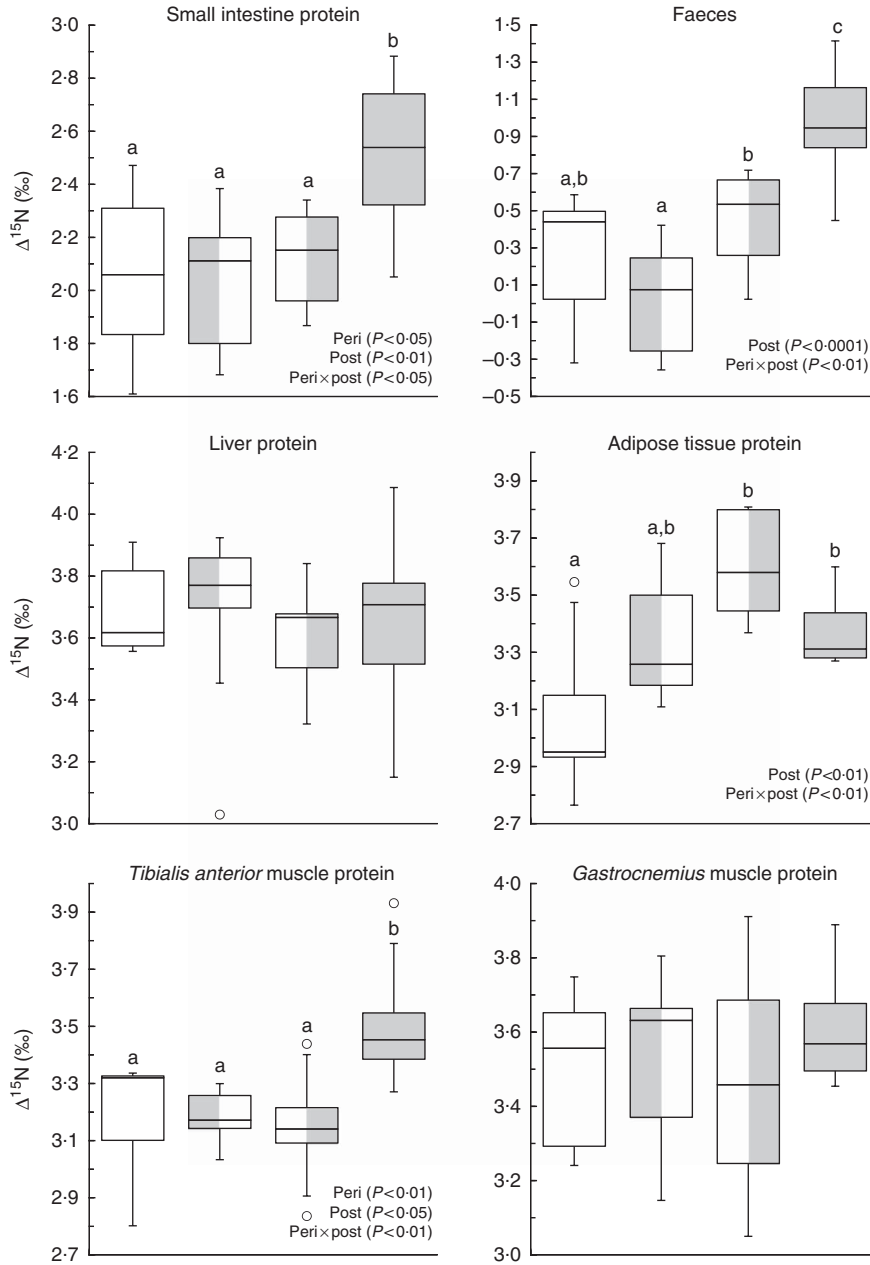 Small intestine protein
3·0
2·8
2·6
2·4
2·2
2·0
1·8
1·6
Δ15N (‰)
a
a
a
b
Peri (P<0·05)
Post (P<0·01)
Peri×post (P<0·05)
Faeces
1·5
1·3
1·1
0·9
0·7
0·5
0·3
0·1
–0·1
–0·3
–0·5
a,b
a
b
c
Post (P<0·0001)
Peri×post (P<0·01)
Liver protein
4·2
4·0
3·8
3·6
3·4
3·2
3·0
Δ15N (‰)
Adipose tissue protein
3·9
3·7
3·5
3·3
3·1
2·9
2·7
a
a,b
b
b
Post (P<0·01)
Peri×post (P<0·01)
Tibialis anterior muscle protein
3·9
3·7
3·5
3·3
3·1
2·9
2·7
Δ15N (‰)
a
a
a
b
Peri (P<0·01)
Post (P<0·05)
Peri×post (P<0·01)
Gastrocnemius muscle protein
4·0
3·8
3·6
3·4
3·2
3·0